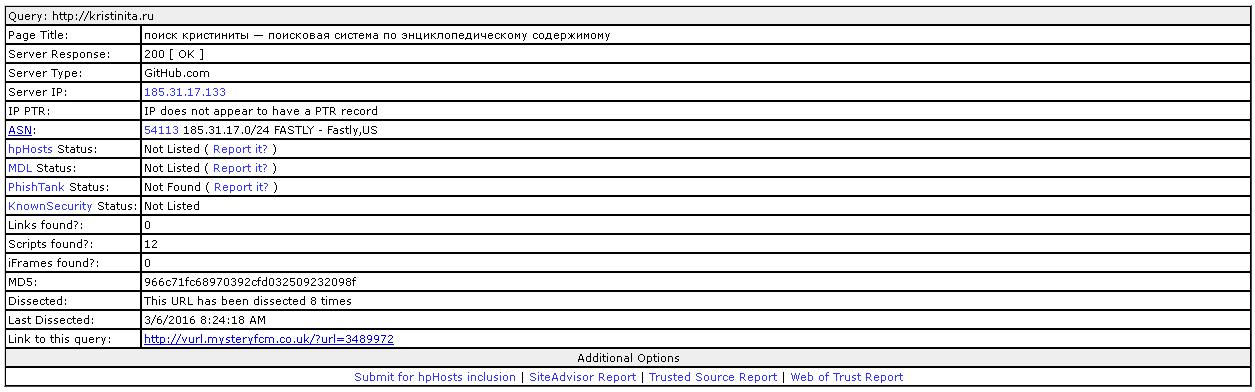 Query: http://kristinita.ru
Page Title: поиск кристиниты — поисковая система по энциклопедическому содержимому
Server Response: 200 [ OK ]
Server Type: GitHub.com
Server IP: 185.31.17.133
IP PTR: IP does not appear to have a PTR record
ASN: 54113 185.31.17.0/24 FASTLY - Fastly,US
hpHosts Status: Not Listed ( Report it? )
MDL Status: Not Listed ( Report it? )
PhishTank Status: Not Found ( Report it? )
KnownSecurity Status: Not Listed
Links found?: 0
Scripts found?: 12
iFrames found?: 0
MD5: 966c71fc68970392cfd032509232098f
Dissected: This URL has been dissected 8 times
Last Dissected: 3/6/2016 8:24:18 AM
Link to this query: http://vurl.mysteryfcm.co.uk/?url=3489972
Additional Options
Submit for hpHosts inclusion | SiteAdvisor Report | Trusted Source Report | Web of Trust Report